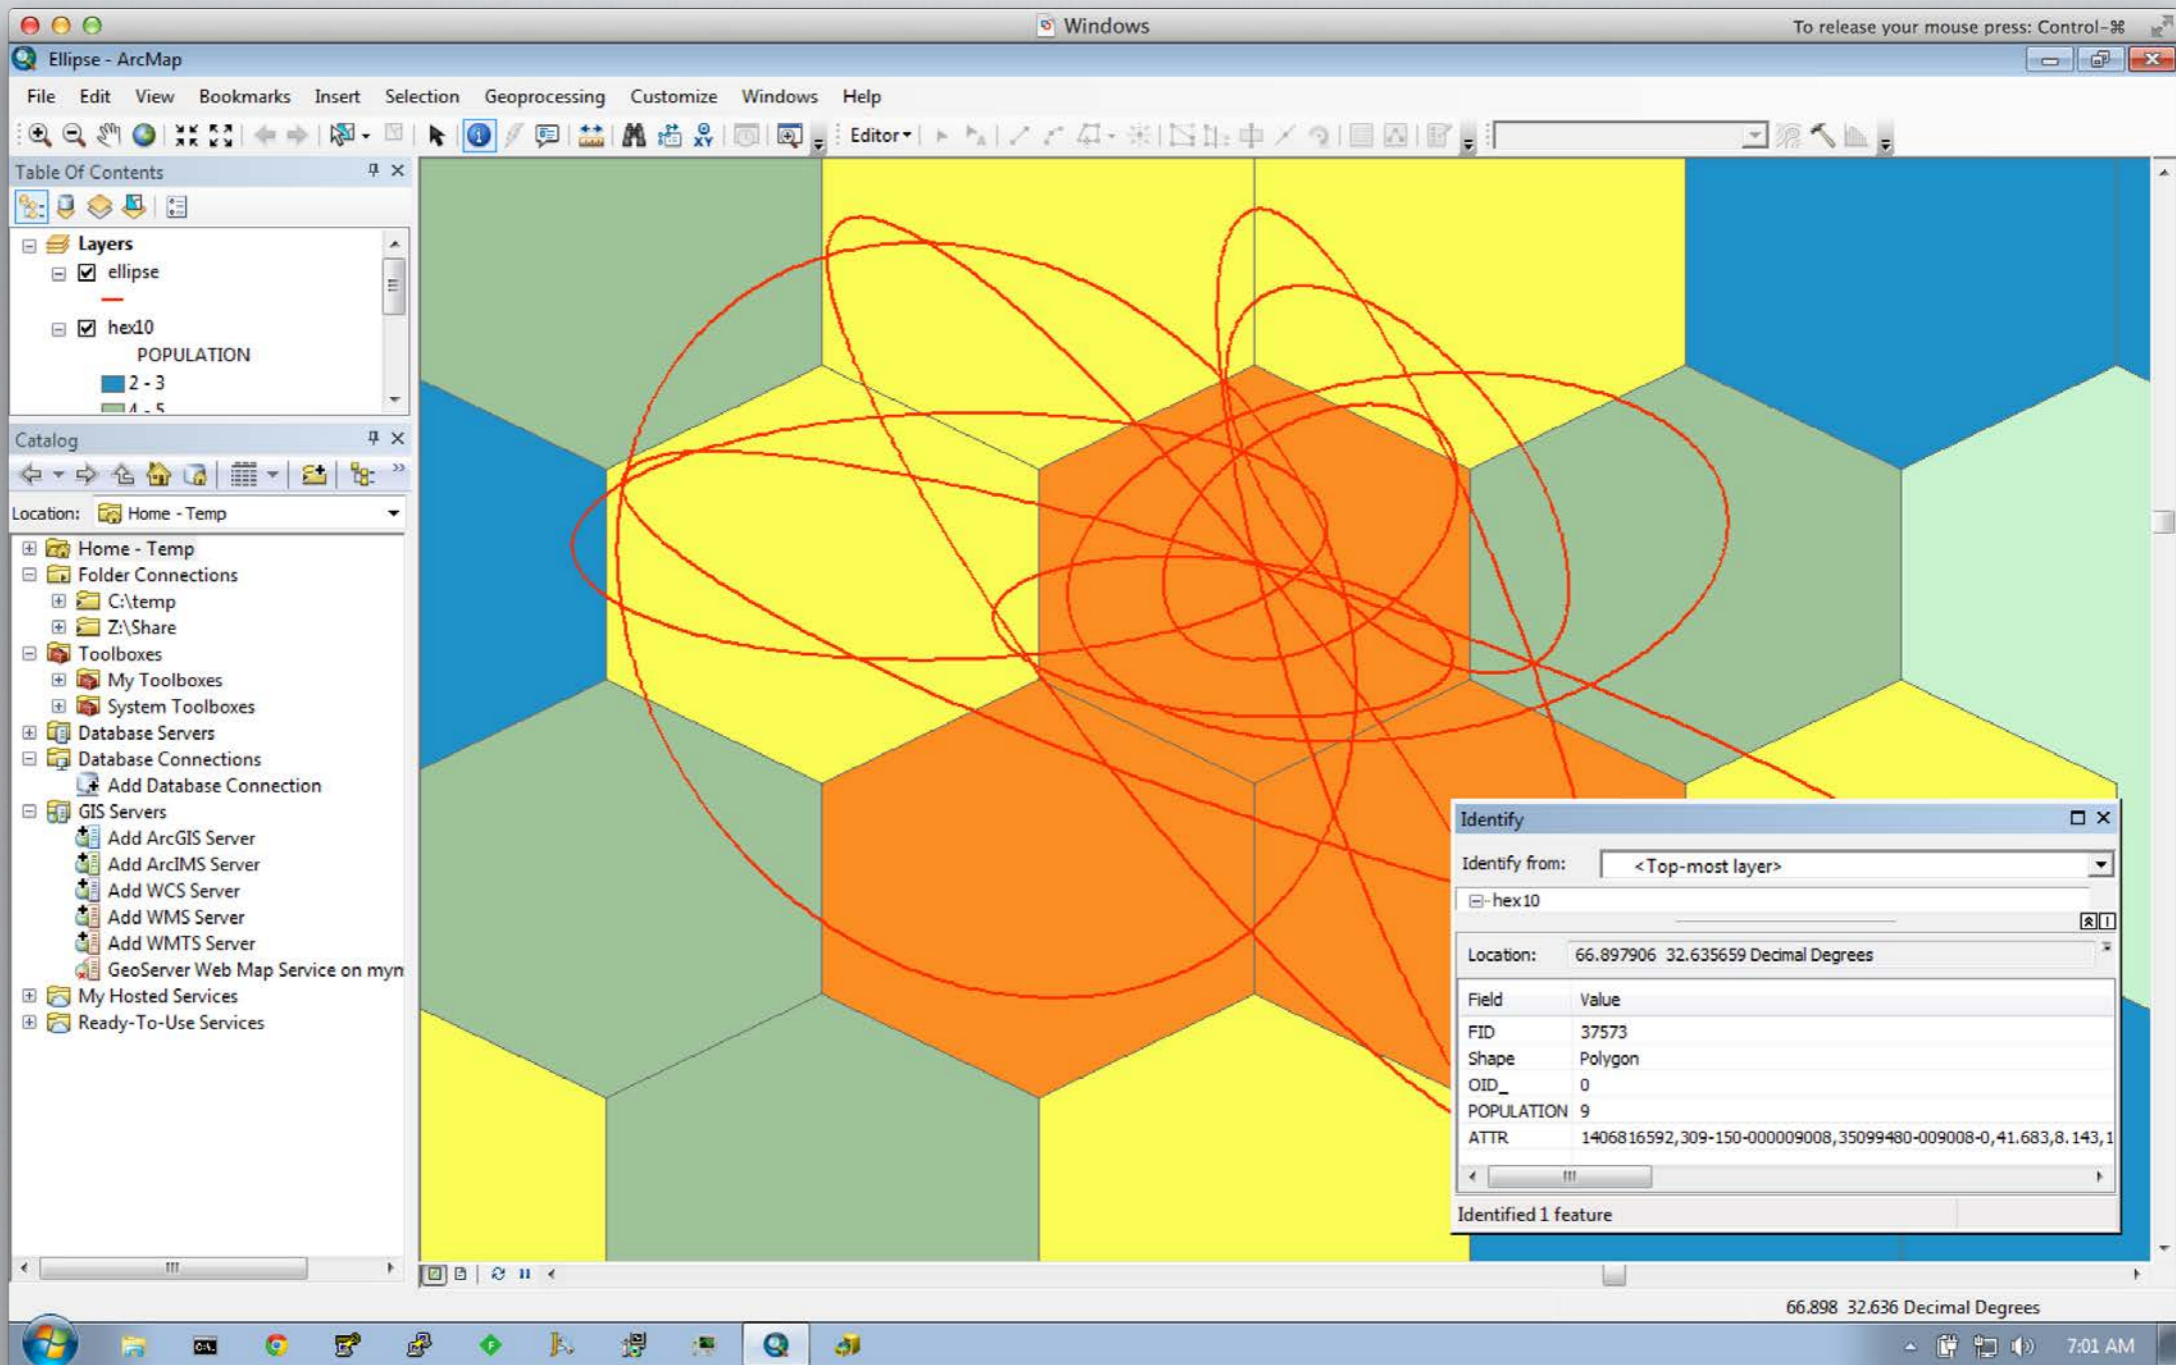 Windows
To release your mouse press: Control-⌘
Ellipse - ArcMap
File Edit View Bookmarks Insert Selection Geoprocessing Customize Windows Help
Editor
Table Of Contents
Layers
ellipse
hex10
POPULATION
2 - 3
4 - 5
Catalog
Location: Home - Temp
Home - Temp
Folder Connections
C:\temp
Z:\Share
Toolboxes
My Toolboxes
System Toolboxes
Database Servers
Database Connections
Add Database Connection
GIS Servers
Add ArcGIS Server
Add ArcIMS Server
Add WCS Server
Add WMS Server
Add WMTS Server
GeoServer Web Map Service on myn
My Hosted Services
Ready-To-Use Services
Identify
Identify from: <Top-most layer>
hex10
Location: 66.897906 32.635659 Decimal Degrees
Field Value
FID 37573
Shape Polygon
OID_ 0
POPULATION 9
ATTR 1406816592,309-150-000009008,35099480-009008-0,41.683,8.143,1
Identified 1 feature
66.898 32.636 Decimal Degrees
7:01 AM